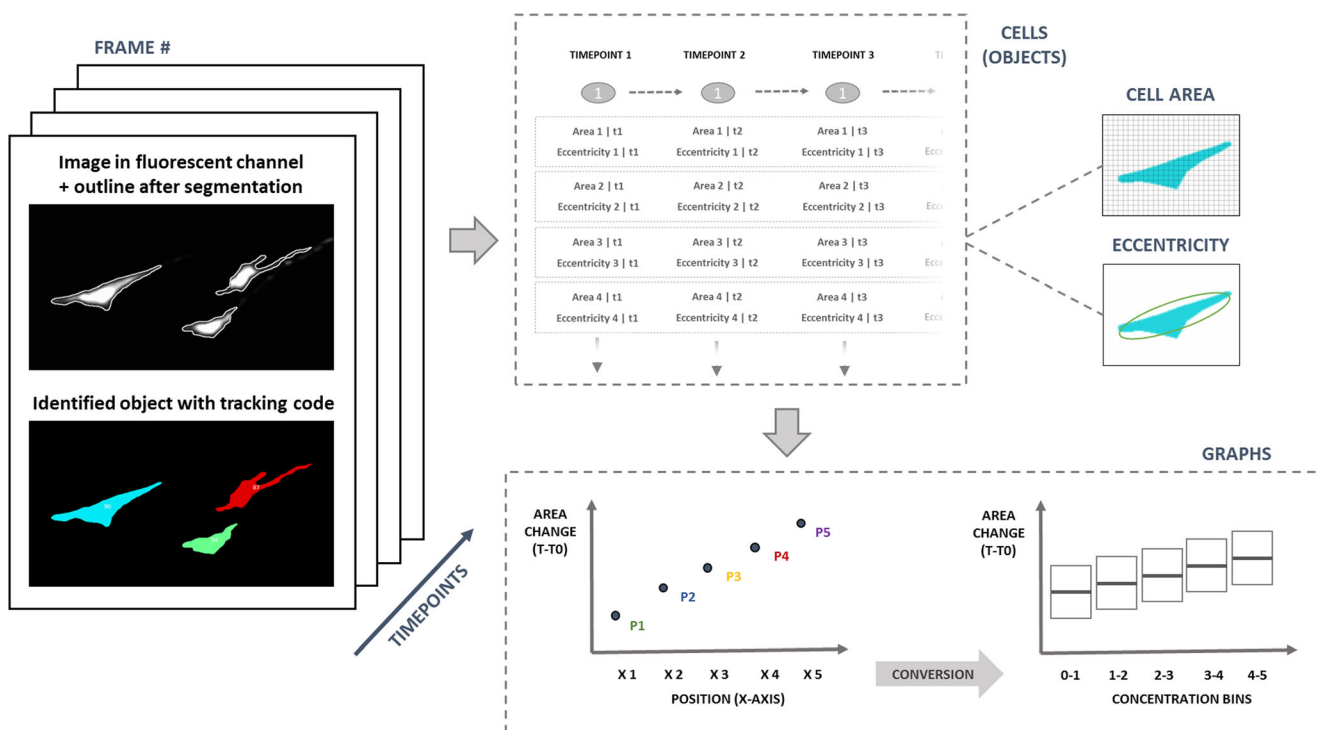 FRAME #
Image in fluorescent channel
+ outline after segmentation
Identified object with tracking code
90
87
94
TIMEPOINTS
CELLS
(OBJECTS)
TIMEPOINT 1 TIMEPOINT 2 TIMEPOINT 3
1 1 1
Area 1 | t1 Area 1 | t2 Area 1 | t3
Eccentricity 1 | t1 Eccentricity 1 | t2 Eccentricity 1 | t3
Area 2 | t1 Area 2 | t2 Area 2 | t3
Eccentricity 2 | t1 Eccentricity 2 | t2 Eccentricity 2 | t3
Area 3 | t1 Area 3 | t2 Area 3 | t3
Eccentricity 3 | t1 Eccentricity 3 | t2 Eccentricity 3 | t3
Area 4 | t1 Area 4 | t2 Area 4 | t3
Eccentricity 4 | t1 Eccentricity 4 | t2 Eccentricity 4 | t3
CELL AREA
ECCENTRICITY
GRAPHS
AREA
CHANGE
(T-T0)
P1
P2
P3
P4
P5
X 1 X 2 X 3 X 4 X 5
POSITION (X-AXIS)
CONVERSION
AREA
CHANGE
(T-T0)
0-1 1-2 2-3 3-4 4-5
CONCENTRATION BINS